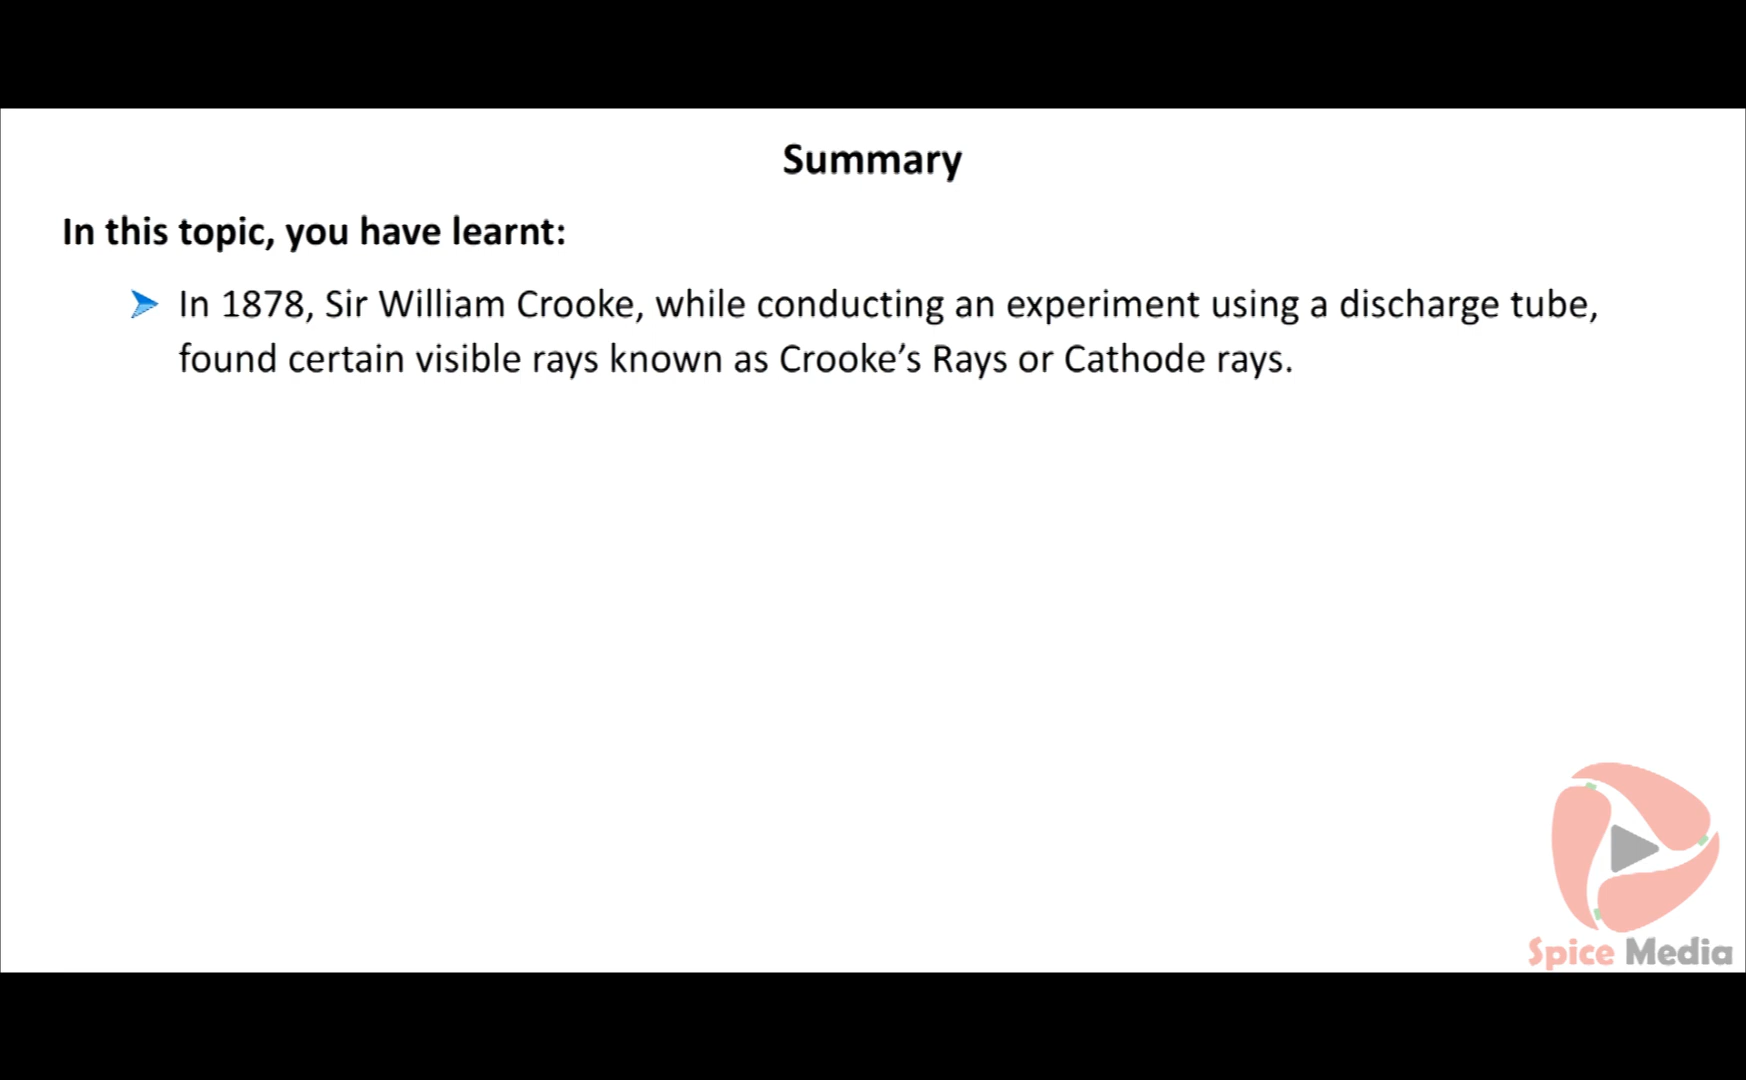 Summary
In this topic, you have learnt:
In 1878, Sir William Crooke, while conducting an experiment using a discharge tube,
found certain visible rays known as Crooke’s Rays or Cathode rays.
Spice Media